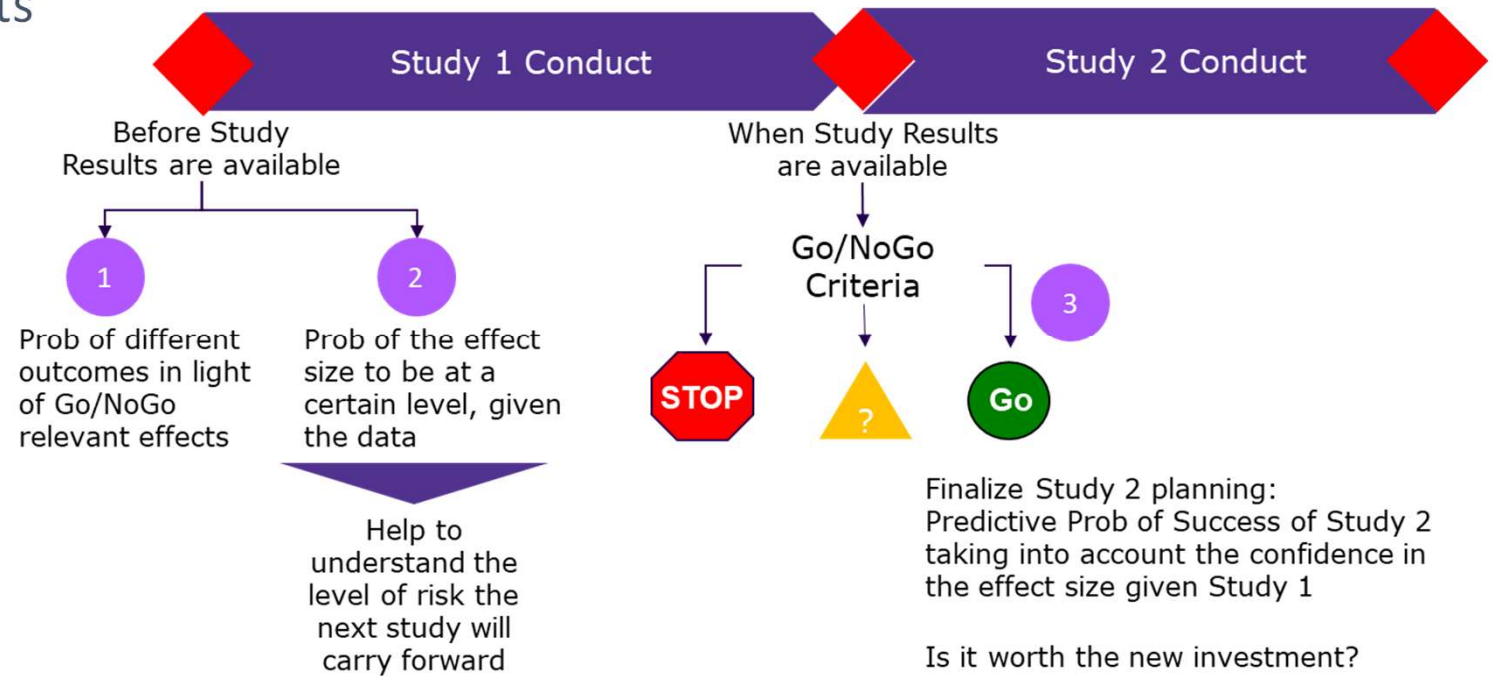 Study 1 Conduct
Study 2 Conduct
Before Study
Results are available
1
Prob of different
outcomes in light
of Go/NoGo
relevant effects
2
Prob of the effect
size to be at a
certain level, given
the data
Help to
understand the
level of risk the
next study will
carry forward
When Study Results
are available
Go/NoGo
Criteria
STOP
?
3
Go
Finalize Study 2 planning:
Predictive Prob of Success of Study 2
taking into account the confidence in
the effect size given Study 1
Is it worth the new investment?